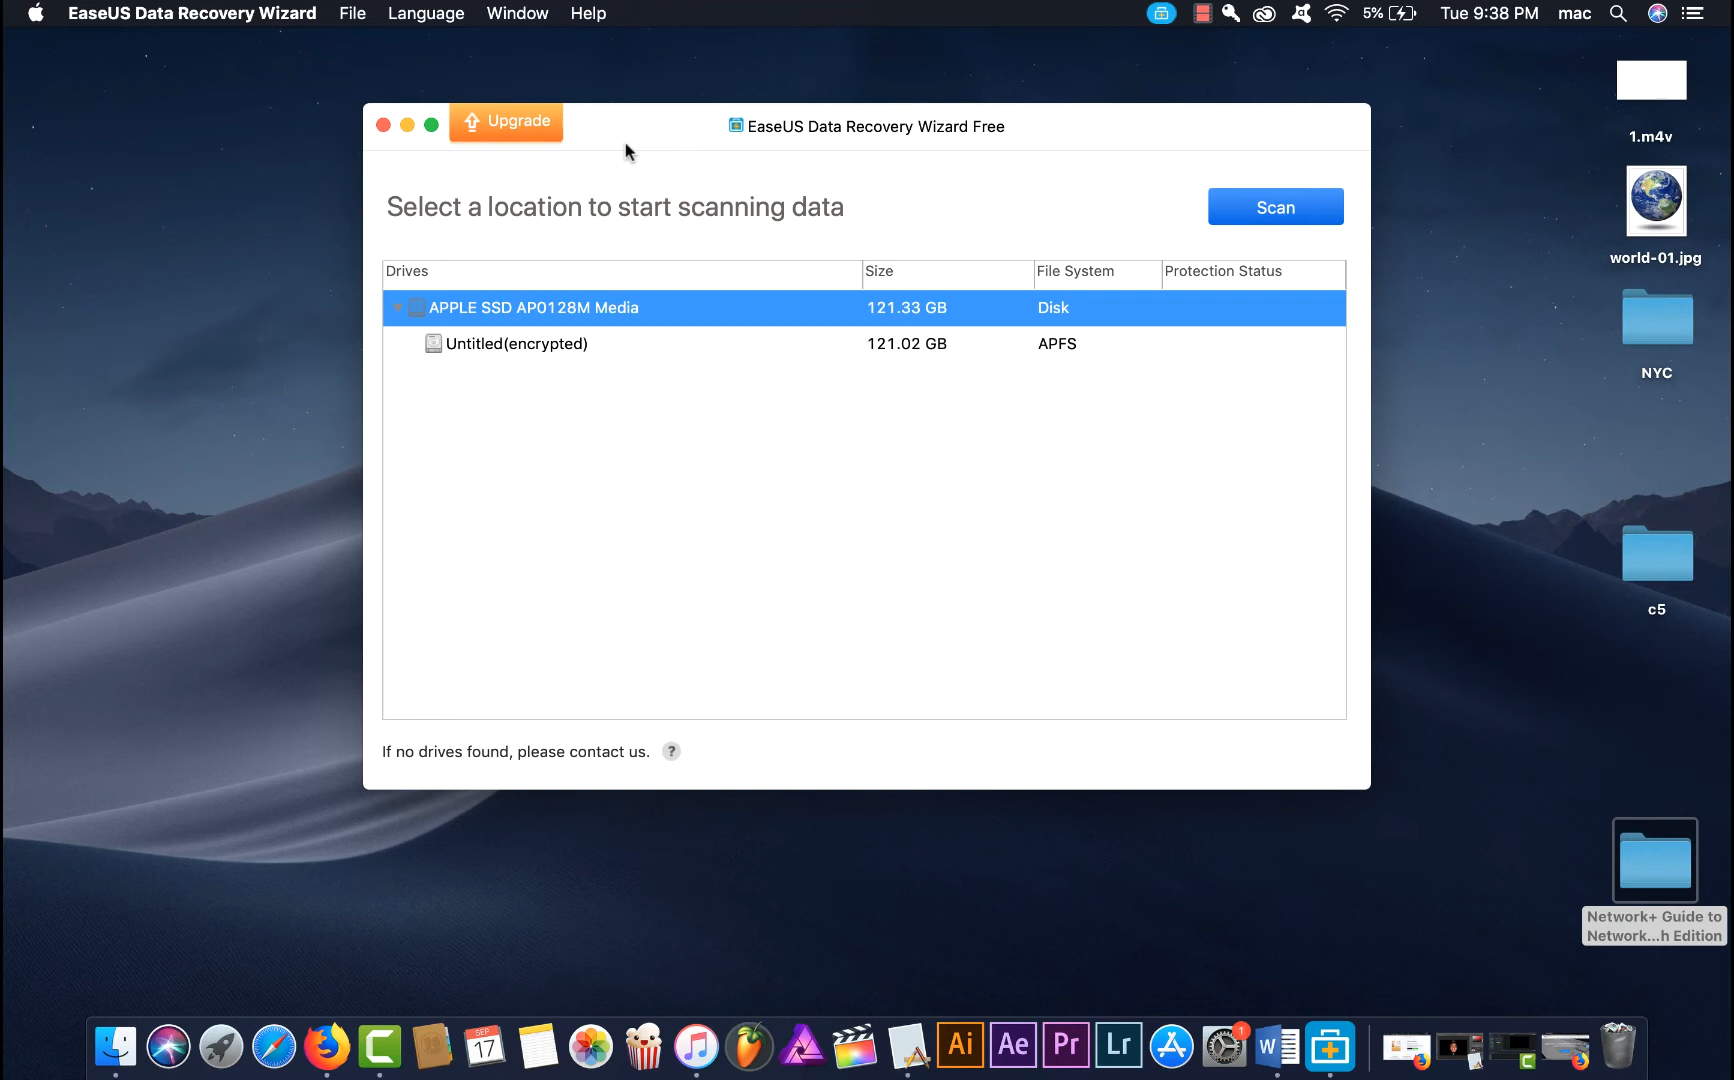 EaseUS Data Recovery Wizard File Language Window Help 5% Tue 9:38 PM mac
Upgrade
EaseUS Data Recovery Wizard Free
Select a location to start scanning data
Scan
Drives Size File System Protection Status
APPLE SSD AP0128M Media 121.33 GB Disk
Untitled(encrypted) 121.02 GB APFS
If no drives found, please contact us. ?
1.m4v
world-01.jpg
NYC
c5
Network+ Guide to
Network...h Edition
SEP
17
Ai
Ae
Pr
Lr
1
W